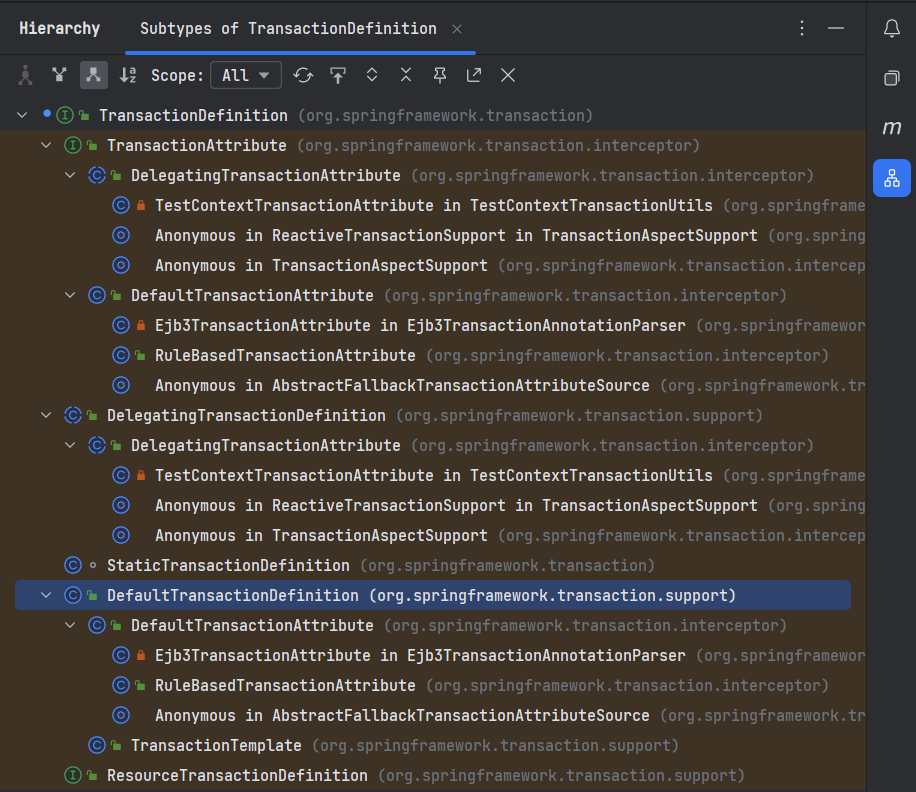 Hierarchy Subtypes of TransactionDefinition
Scope: All
TransactionDefinition (org.springframework.transaction)
TransactionAttribute (org.springframework.transaction.interceptor)
DelegatingTransactionAttribute (org.springframework.transaction.interceptor)
TestContextTransactionAttribute in TestContextTransactionUtils (org.springframe
Anonymous in ReactiveTransactionSupport in TransactionAspectSupport (org.spring
Anonymous in TransactionAspectSupport (org.springframework.transaction.intercep
DefaultTransactionAttribute (org.springframework.transaction.interceptor)
Ejb3TransactionAttribute in Ejb3TransactionAnnotationParser (org.springframewor
RuleBasedTransactionAttribute (org.springframework.transaction.interceptor)
Anonymous in AbstractFallbackTransactionAttributeSource (org.springframework.tr
DelegatingTransactionDefinition (org.springframework.transaction.support)
DelegatingTransactionAttribute (org.springframework.transaction.interceptor)
TestContextTransactionAttribute in TestContextTransactionUtils (org.springframe
Anonymous in ReactiveTransactionSupport in TransactionAspectSupport (org.spring
Anonymous in TransactionAspectSupport (org.springframework.transaction.intercep
StaticTransactionDefinition (org.springframework.transaction)
DefaultTransactionDefinition (org.springframework.transaction.support)
DefaultTransactionAttribute (org.springframework.transaction.interceptor)
Ejb3TransactionAttribute in Ejb3TransactionAnnotationParser (org.springframewor
RuleBasedTransactionAttribute (org.springframework.transaction.interceptor)
Anonymous in AbstractFallbackTransactionAttributeSource (org.springframework.tr
TransactionTemplate (org.springframework.transaction.support)
ResourceTransactionDefinition (org.springframework.transaction.support)